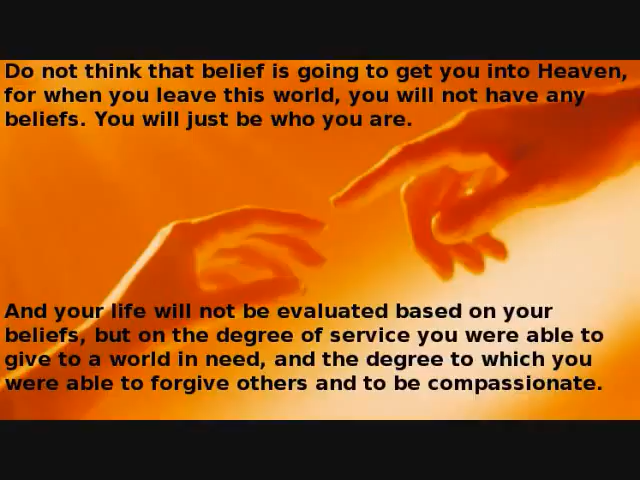 Do not think that belief is going to get you into Heaven,
for when you leave this world, you will not have any
beliefs. You will just be who you are.
And your life will not be evaluated based on your
beliefs, but on the degree of service you were able to
give to a world in need, and the degree to which you
were able to forgive others and to be compassionate.